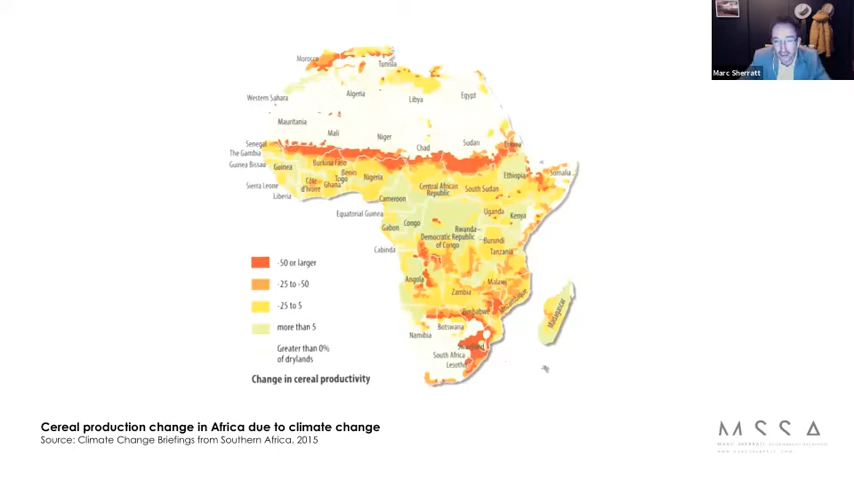 Marc Sherratt
Morocco
Tunisia
Algeria
Libya
Egypt
Western Sahara
Mauritania
Mali
Niger
Chad
Sudan
Eritrea
Senegal
The Gambia
Guinea Bissau
Guinea
Burkina Faso
Benin
Togo
Nigeria
Côte
d'Ivoire
Ghana
Sierra Leone
Liberia
Ethiopia
Somalia
Central African
Republic
South Sudan
Cameroon
Equatorial Guinea
Gabon
Congo
Uganda
Kenya
Rwanda
Democratic Republic
of Congo
Burundi
Cabinda
Tanzania
Angola
Malawi
Zambia
Mozambique
Zimbabwe
Madagascar
Botswana
Namibia
Swaziland
South Africa
Lesotho
-50 or larger
-25 to -50
-25 to 5
more than 5
Greater than 0%
of drylands
Change in cereal productivity
Cereal production change in Africa due to climate change
Source: Climate Change Briefings from Southern Africa, 2015
MSSA